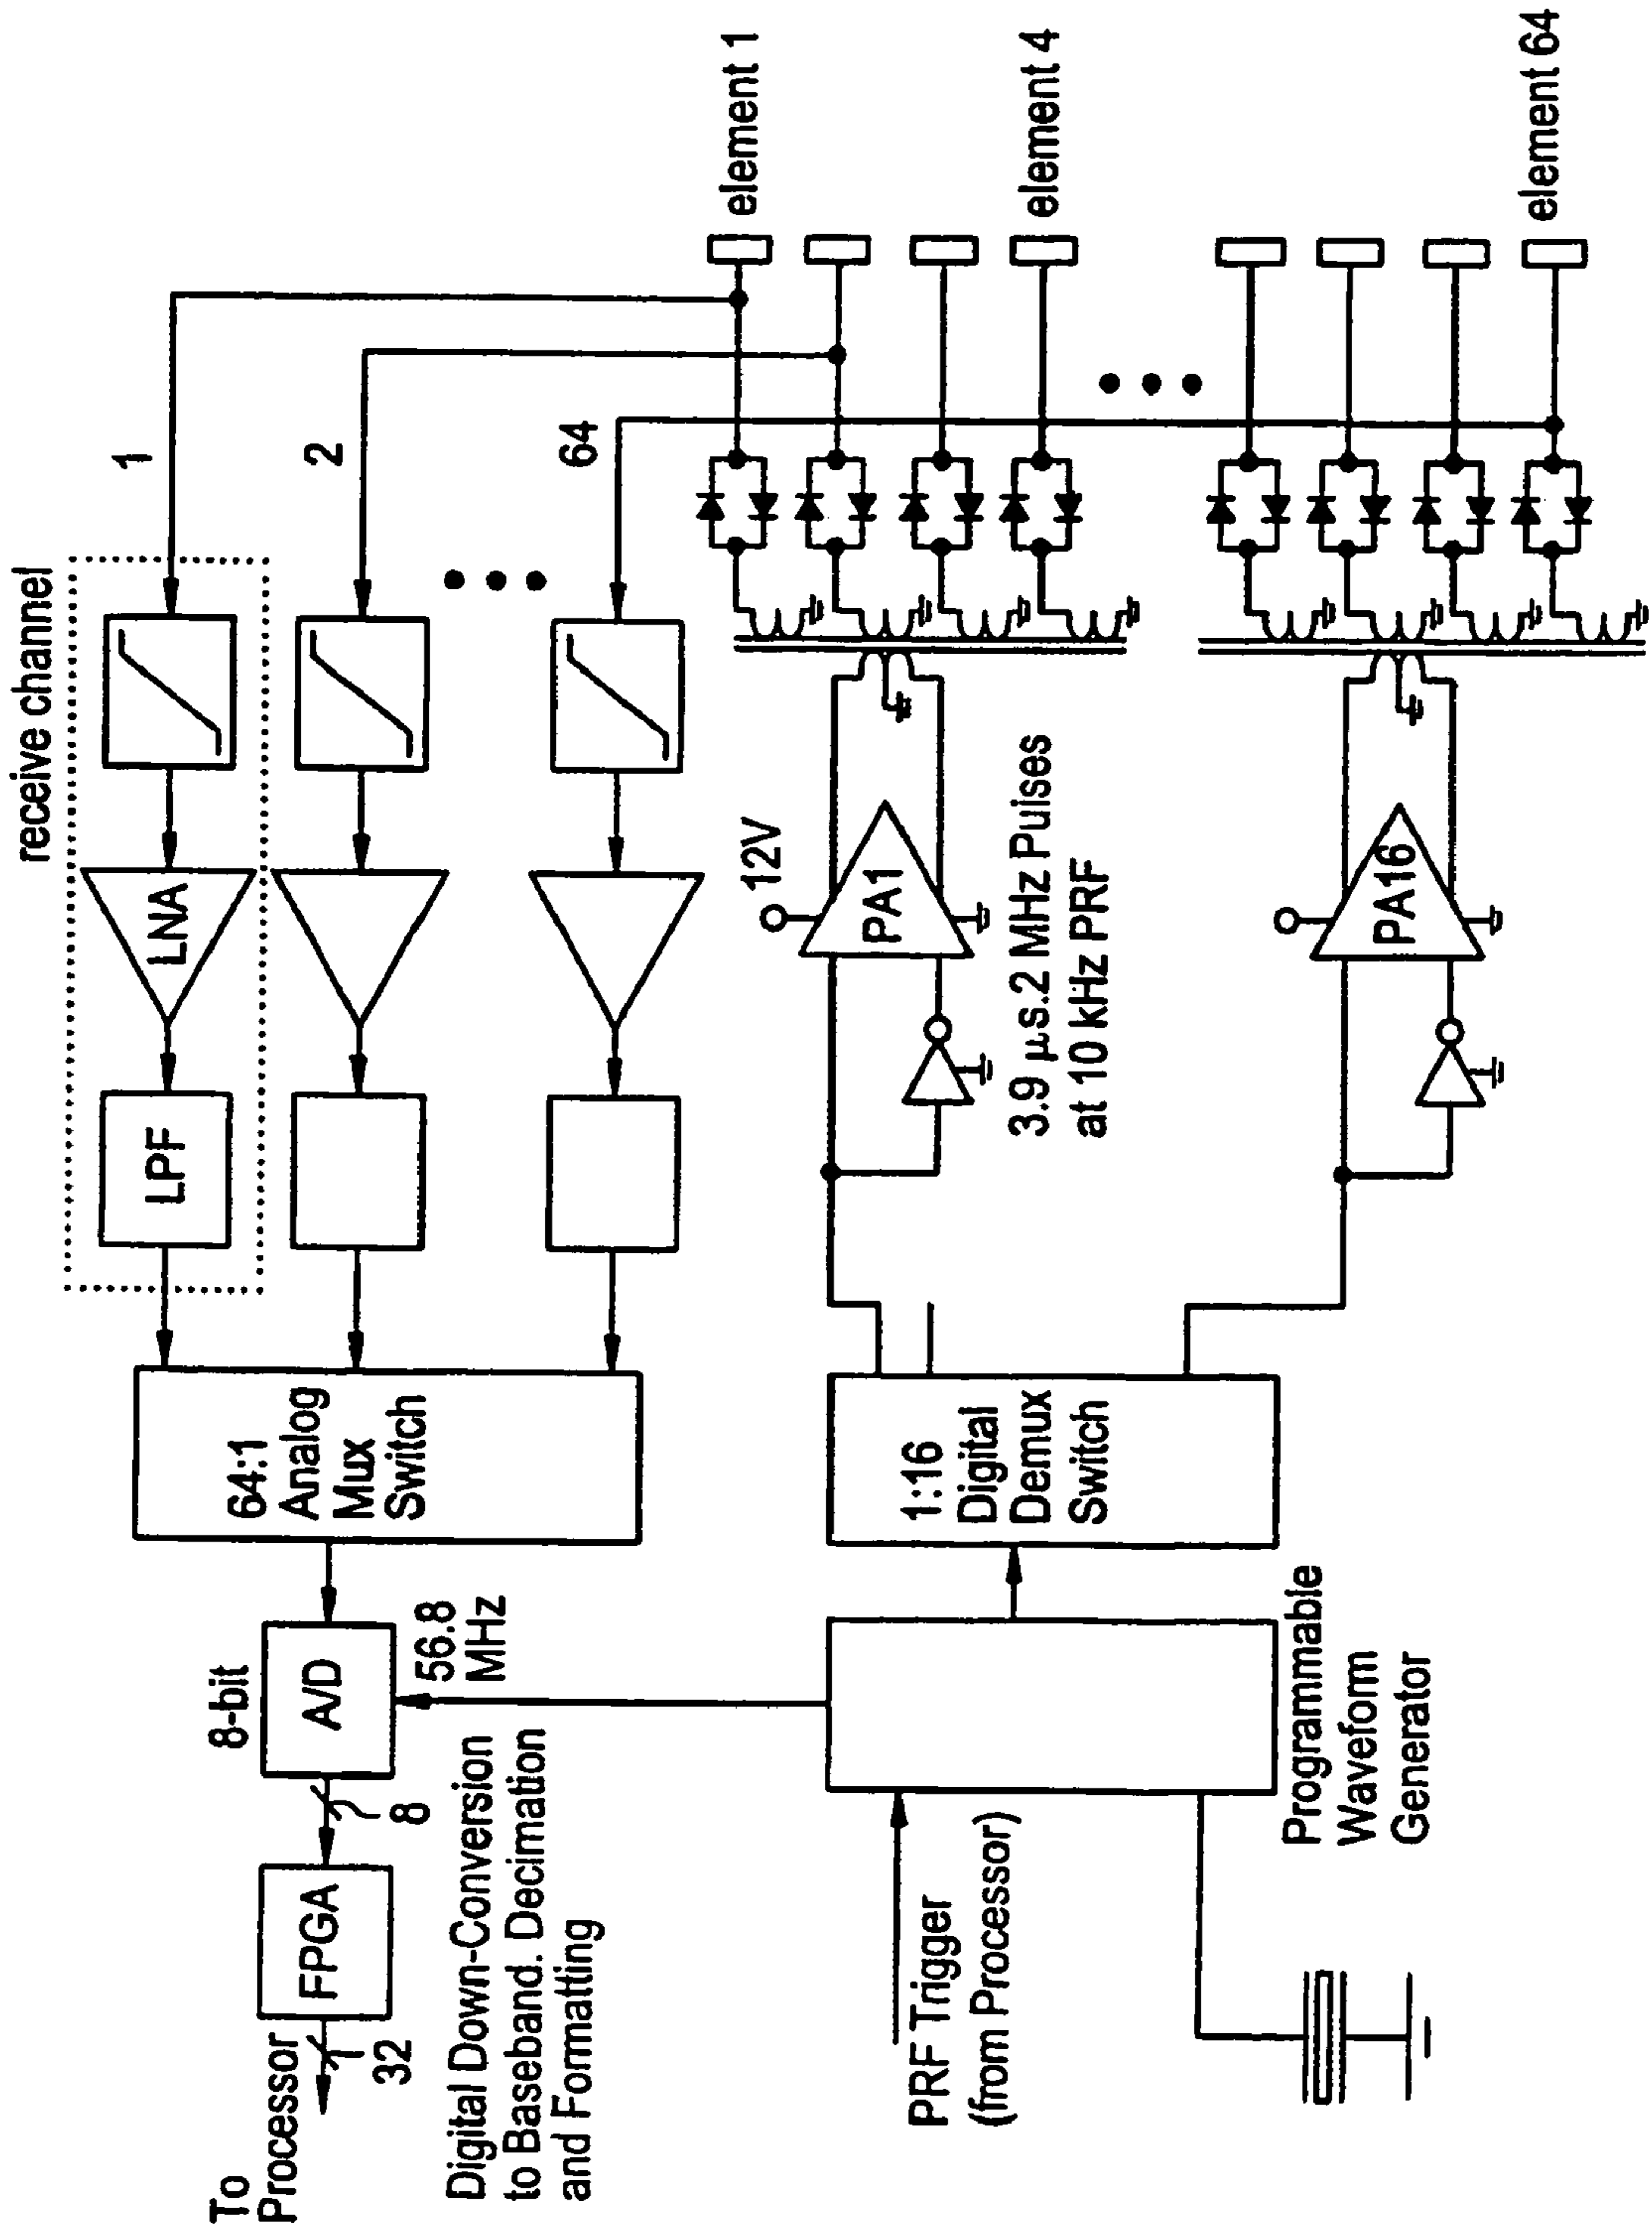 receive channel
1
2
64
LPF
LNA
64:1
Analog
Mux
Switch
8-bit
A/D
56.8
MHz
8
FPGA
To
Processor
32
Digital Down-Conversion
to Baseband. Decimation
and Formatting
element 1
element 4
element 64
12V
PA1
3.9 µs.2 MHz Puises
at 10 kHz PRF
PA16
1:16
Digital
Demux
Switch
PRF Trigger
(from Processor)
Programmable
Waveform
Generator